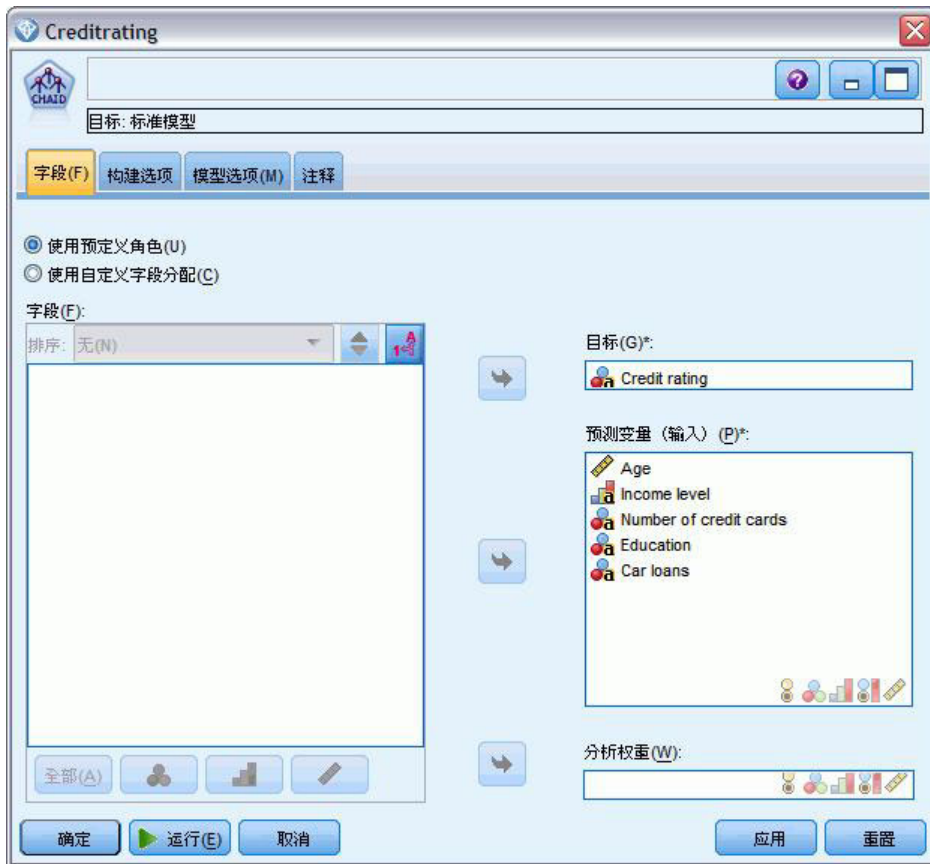 Creditrating
CHAID
目标: 标准模型
字段(F) 构建选项 模型选项(M) 注释
使用预定义角色(U)
使用自定义字段分配(C)
字段(F):
排序: 无(N)
目标(G)*:
Credit rating
预测变量（输入） (P)*:
Age
Income level
Number of credit cards
Education
Car loans
全部(A)
分析权重(W):
确定 运行(E) 取消 应用 重置